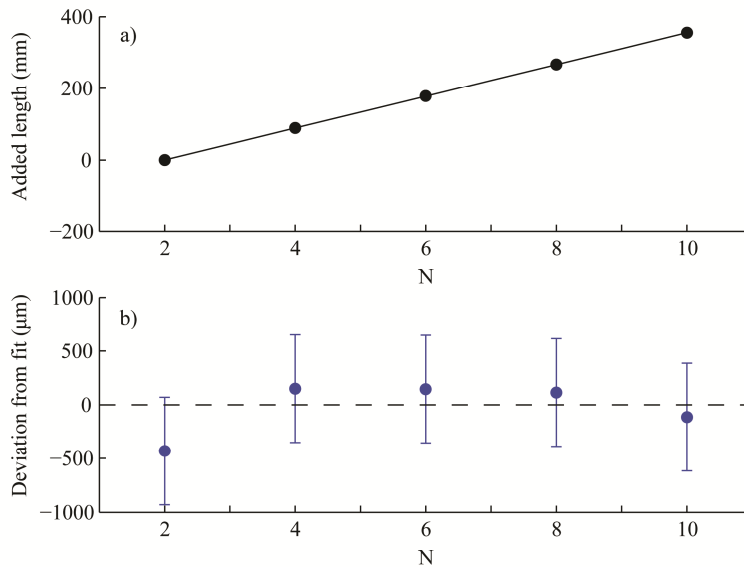 a)
Added length (mm)
400
200
0
−200
2 4 6 8 10
N
b)
Deviation from fit (µm)
1000
500
0
−500
−1000
2 4 6 8 10
N